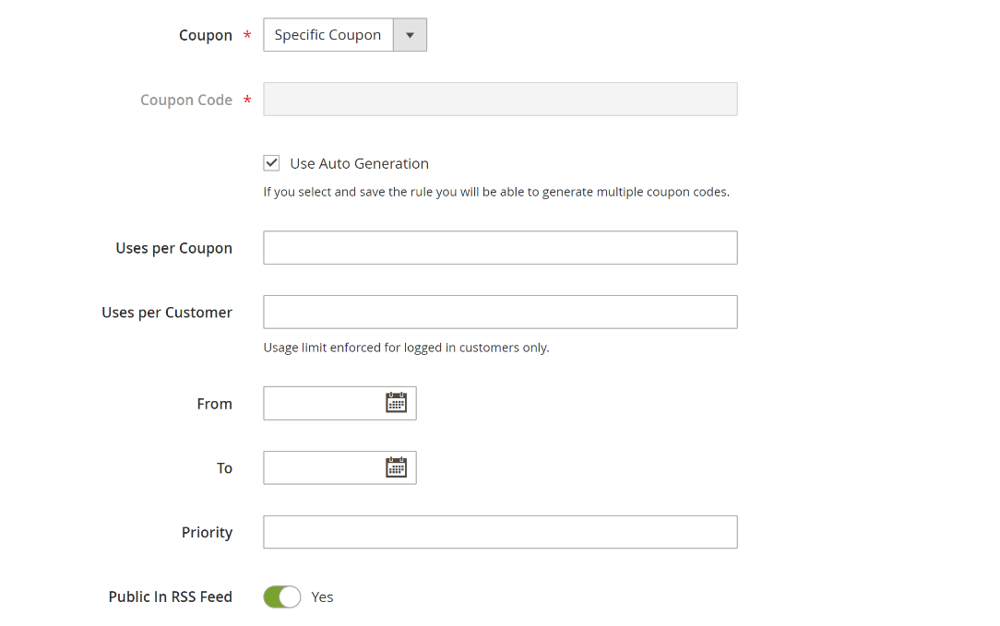 Coupon * Specific Coupon
Coupon Code *
Use Auto Generation
If you select and save the rule you will be able to generate multiple coupon codes.
Uses per Coupon
Uses per Customer
Usage limit enforced for logged in customers only.
From
To
Priority
Public In RSS Feed Yes